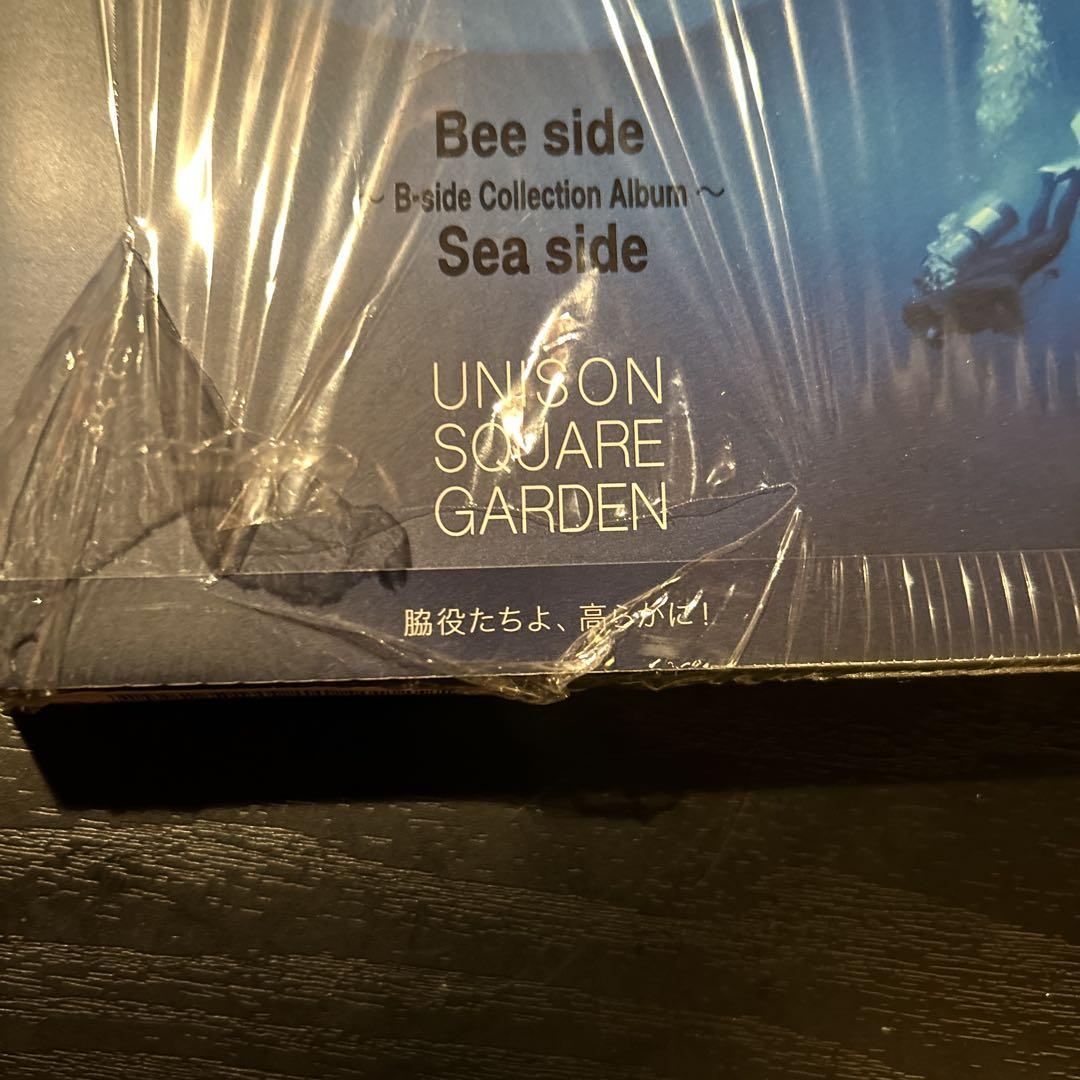 Bee side
~ B-side Collection Album ~
Sea side
UNISON
SQUARE
GARDEN
脇役たちよ、高らかに!